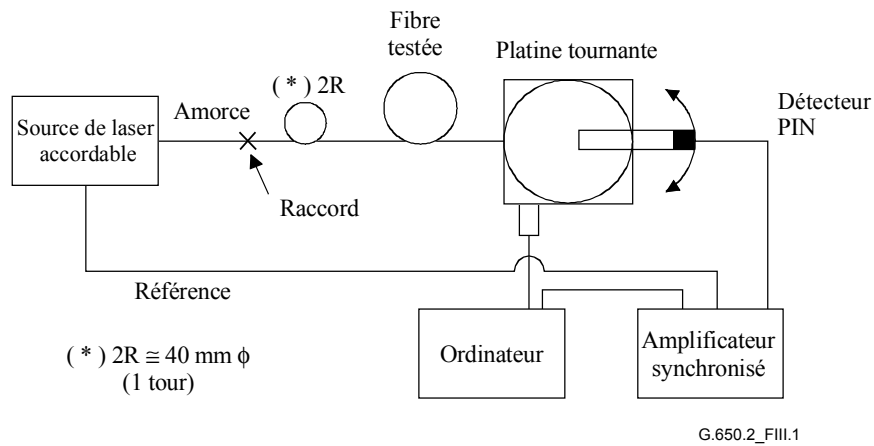 Fibre
testée
Platine tournante
( * ) 2R
Détecteur
PIN
Amorce
Source de laser
accordable
Raccord
Référence
( * ) 2R ≅ 40 mm ϕ
(1 tour)
Ordinateur
Amplificateur
synchronisé
G.650.2_FIII.1